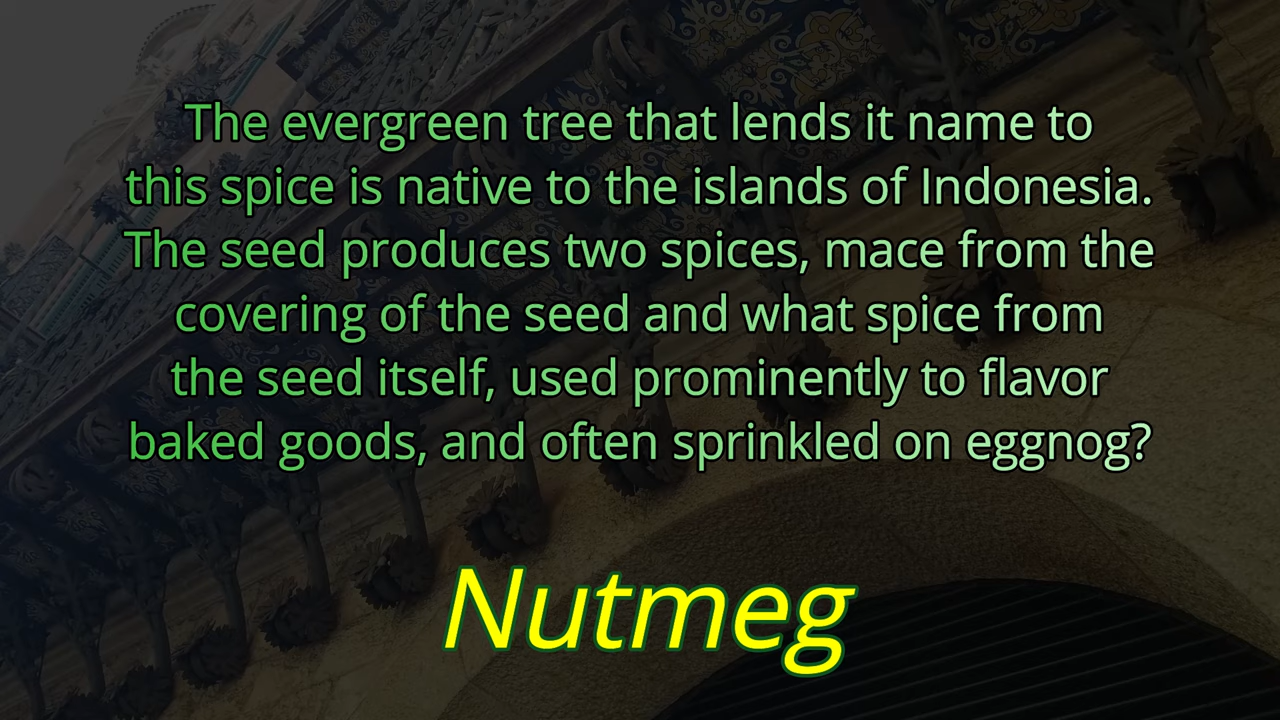 The evergreen tree that lends it name to
this spice is native to the islands of Indonesia.
The seed produces two spices, mace from the
covering of the seed and what spice from
the seed itself, used prominently to flavor
baked goods, and often sprinkled on eggnog?
Nutmeg